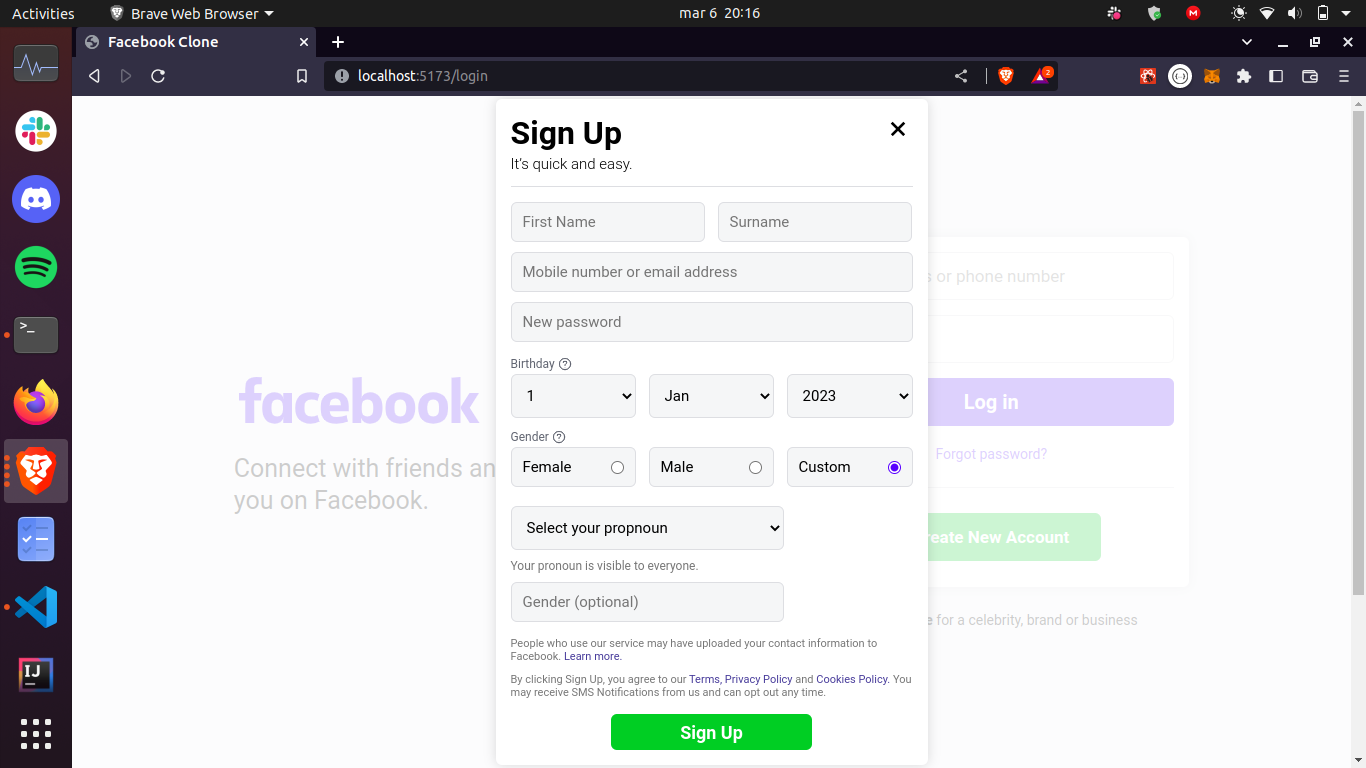 Activities
Brave Web Browser
mar 6 20:16
Facebook Clone
localhost:5173/login
2
Sign Up
It's quick and easy.
First Name
Surname
Mobile number or email address
New password
Birthday
1
Jan
2023
Gender
Female
Male
Custom
Select your propnoun
Your pronoun is visible to everyone.
Gender (optional)
People who use our service may have uploaded your contact information to
Facebook. Learn more.
By clicking Sign Up, you agree to our Terms, Privacy Policy and Cookies Policy. You
may receive SMS Notifications from us and can opt out any time.
Sign Up
facebook
Connect with friends an
you on Facebook.
s or phone number
Log in
Forgot password?
reate New Account
e for a celebrity, brand or business
>_
IJ
M